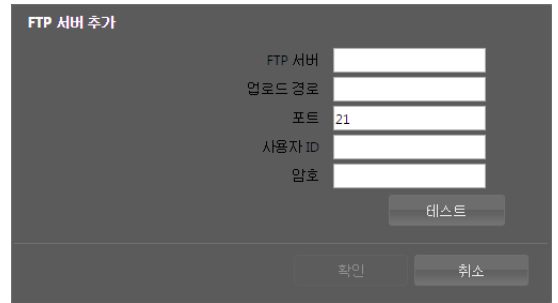 FTP 서버 추가
FTP 서버
업로드 경로
포트 21
사용자 ID
암호
테스트
확인 취소